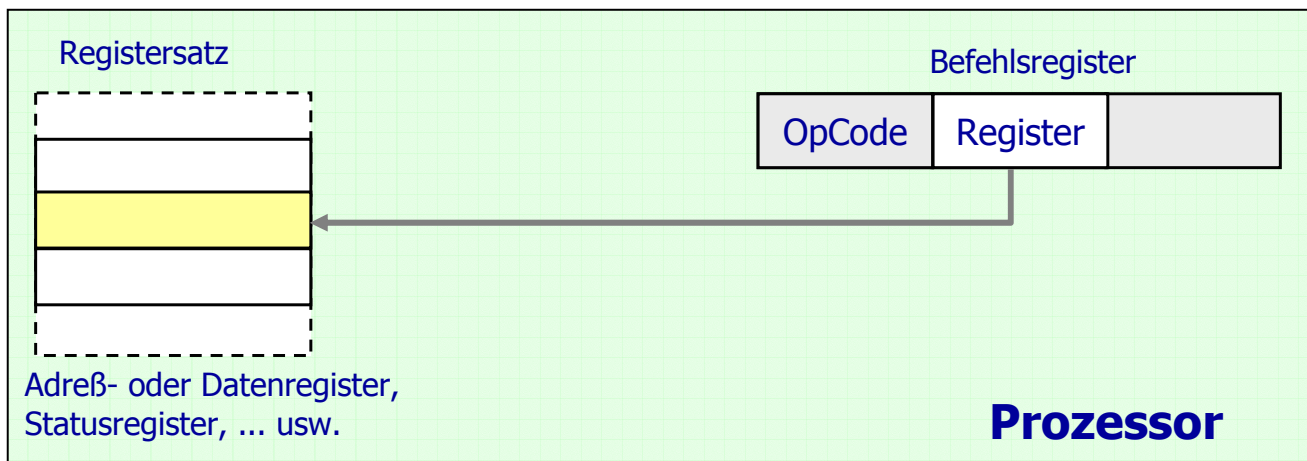 Registersatz
Befehlsregister
OpCode
Register
Adreß- oder Datenregister,
Statusregister, ... usw.
Prozessor